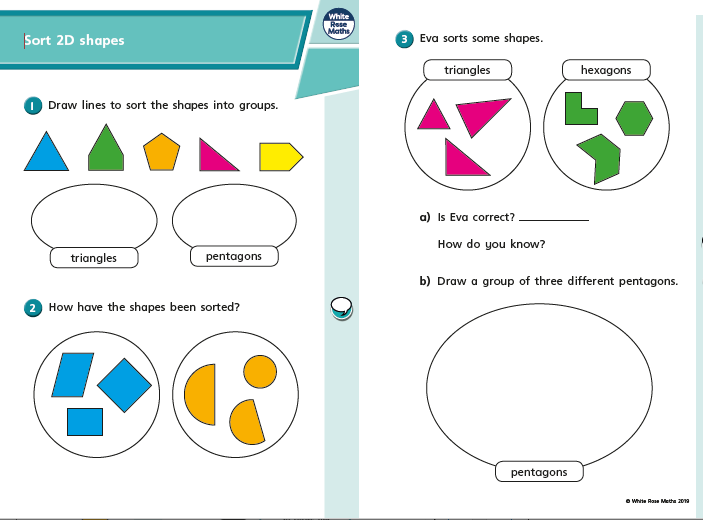 Sort 2D shapes
White
Rose
Maths
1 Draw lines to sort the shapes into groups.
triangles
pentagons
2 How have the shapes been sorted?
3 Eva sorts some shapes.
triangles
hexagons
a) Is Eva correct? __________
How do you know?
b) Draw a group of three different pentagons.
pentagons
© White Rose Maths 2019